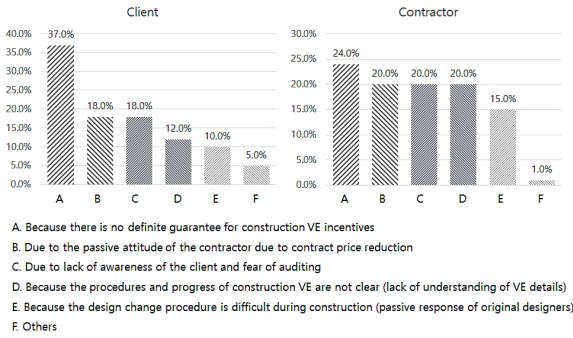 Client
40.0%
35.0%
30.0%
25.0%
20.0%
15.0%
10.0%
5.0%
0.0%
37.0%
18.0%
18.0%
12.0%
10.0%
5.0%
A B C D E F
Contractor
30.0%
25.0%
20.0%
15.0%
10.0%
5.0%
0.0%
24.0%
20.0%
20.0%
20.0%
15.0%
1.0%
A B C D E F
A. Because there is no definite guarantee for construction VE incentives
B. Due to the passive attitude of the contractor due to contract price reduction
C. Due to lack of awareness of the client and fear of auditing
D. Because the procedures and progress of construction VE are not clear (lack of understanding of VE details)
E. Because the design change procedure is difficult during construction (passive response of original designers)
F. Others